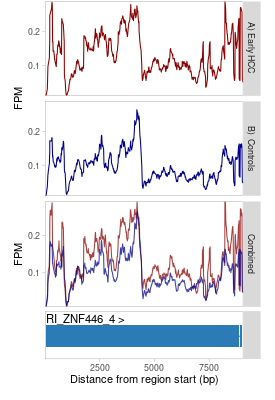 0.2
0.1
A) Early HCC
FPM
0.2
0.1
B): Controls
0.2
0.1
Combined
FPM
RI_ZNF446_4 >
2500 5000 7500
Distance from region start (bp)